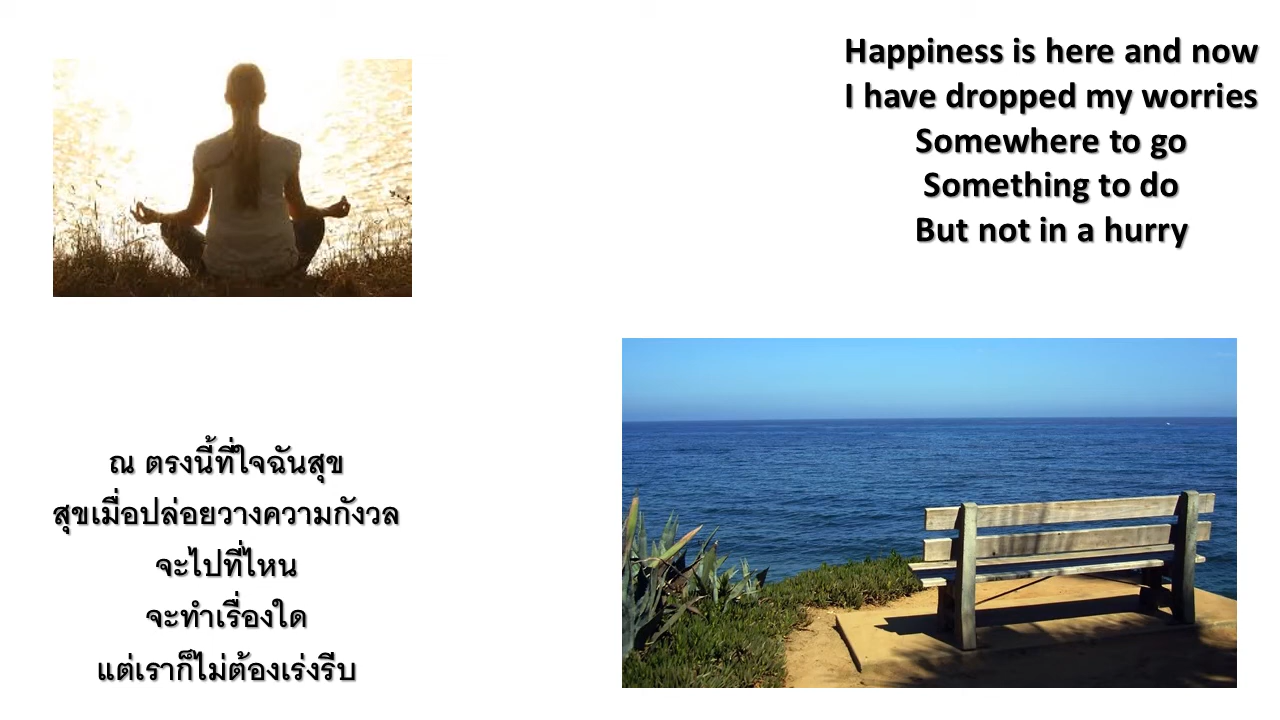 Happiness is here and now
I have dropped my worries
Somewhere to go
Something to do
But not in a hurry
ณ ตรงนี้ที่ใจฉันสุข
สุขเมื่อปล่อยวางความกังวล
จะไปที่ไหน
จะทำเรื่องใด
แต่เราก็ไม่ต้องเร่งรีบ